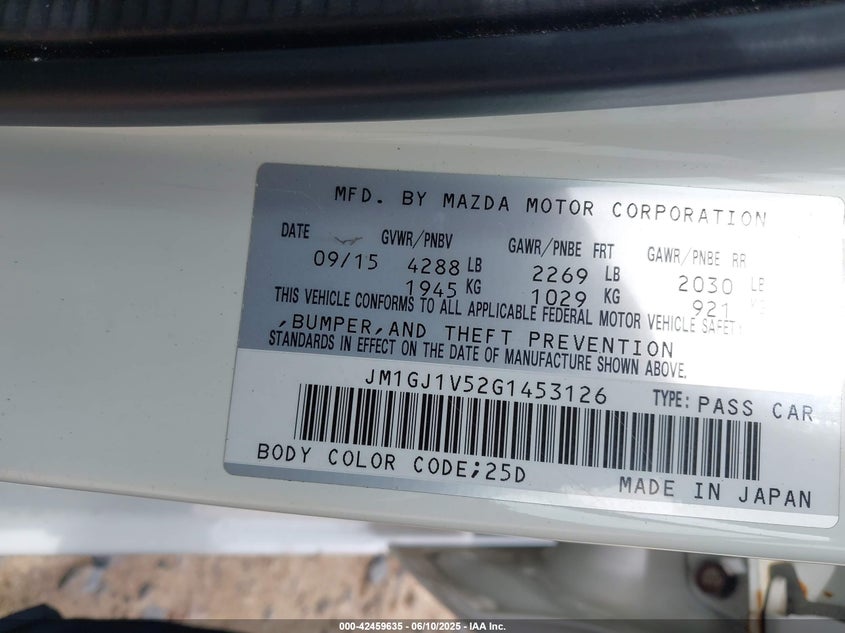 MFD. BY MAZDA MOTOR CORPORATION
DATE GVWR/PNBV GAWR/PNBE FRT GAWR/PNBE RR
09/15 4288 LB 2269 LB 2030 LB
1945 KG 1029 KG 921 KG
THIS VEHICLE CONFORMS TO ALL APPLICABLE FEDERAL MOTOR VEHICLE SAFETY
,BUMPER,AND THEFT PREVENTION
STANDARDS IN EFFECT ON THE DATE OF MANUFACTURE SHOWN ABOVE.
JM1GJ1V52G1453126 TYPE: PASS CAR
BODY COLOR CODE;25D
MADE IN JAPAN
000-42459635 - 06/10/2025 - IAA Inc.